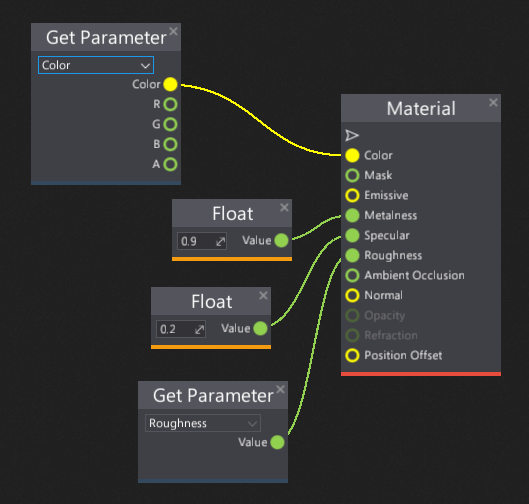 Get Parameter
Color
Color
R
G
B
A
Material
Color
Mask
Emissive
Metalness
Specular
Roughness
Ambient Occlusion
Normal
Opacity
Refraction
Position Offset
Float
0.9 Value
Float
0.2 Value
Get Parameter
Roughness
Value